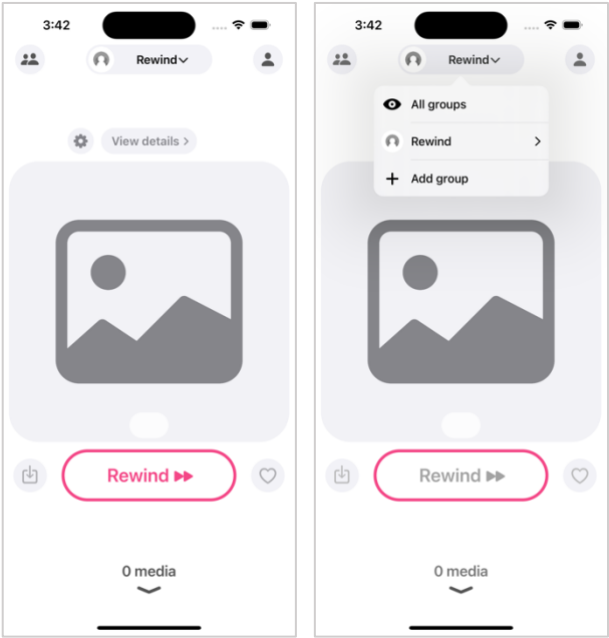 3:42
Rewind
View details >
Rewind
0 media
3:42
Rewind
All groups
Rewind
Add group
Rewind
0 media